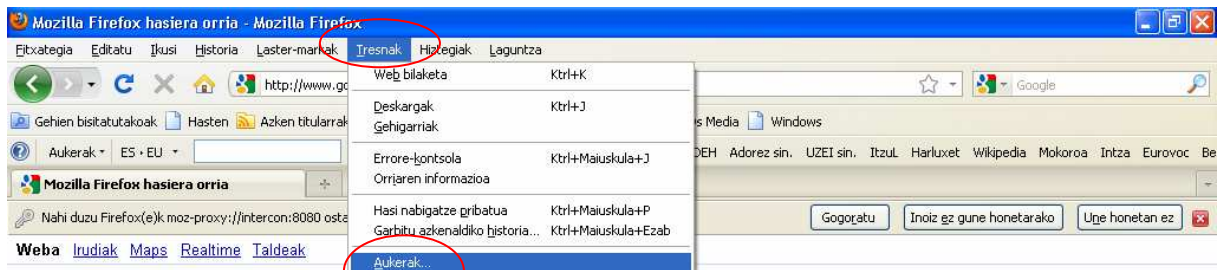 Mozilla Firefox hasiera orria - Mozilla Firefox
Fitxategia Editatu Ikusi Historia Laster-markak Tresnak Hiztegiak Laguntza
Web bilaketa Ktrl+K
http://www.go Google
Deskargak Ktrl+J
Gehien bisitatutakoak Hasten Azken titularrak s Media Windows
Gehigarriak
Aukerak ES · EU OEH Adorez sin. UZEI sin. ItzuL Harluxet Wikipedia Mokoroa Intza Eurovoc Be
Errore-kontsola Ktrl+Maiuskula+J
Orriaren informazioa
Mozilla Firefox hasiera orria
Hasi nabigatze pribatua Ktrl+Maiuskula+P
Nahi duzu Firefox(e)k moz-proxy://intercon:8080 osta Gogoratu Inoiz ez gune honetarako Une honetan ez
Garbitu azkenaldiko historia... Ktrl+Maiuskula+Ezab
Weba Irudiak Maps Realtime Taldeak
Aukerak...